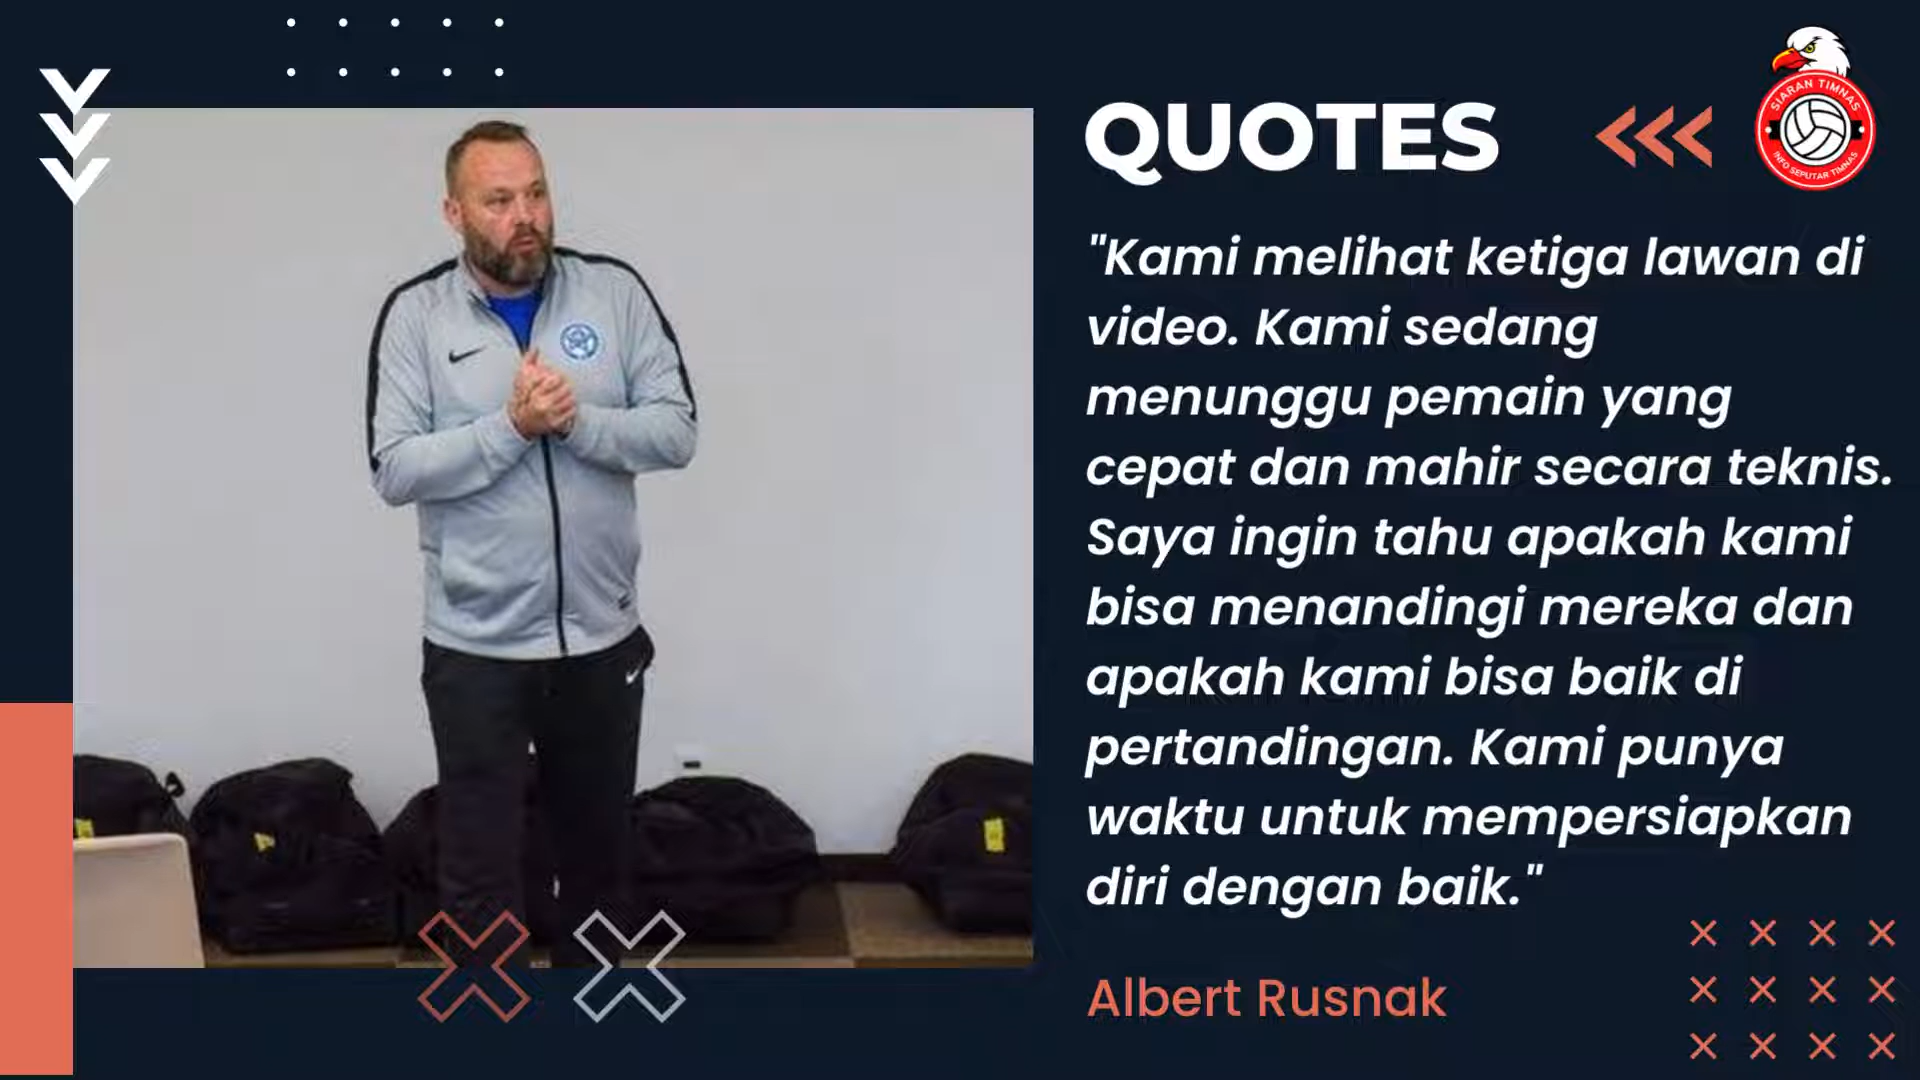 QUOTES
SIARAN TIMNAS
INFO SEPUTAR TIMNAS
"Kami melihat ketiga lawan di
video. Kami sedang
menunggu pemain yang
cepat dan mahir secara teknis.
Saya ingin tahu apakah kami
bisa menandingi mereka dan
apakah kami bisa baik di
pertandingan. Kami punya
waktu untuk mempersiapkan
diri dengan baik."
Albert Rusnak